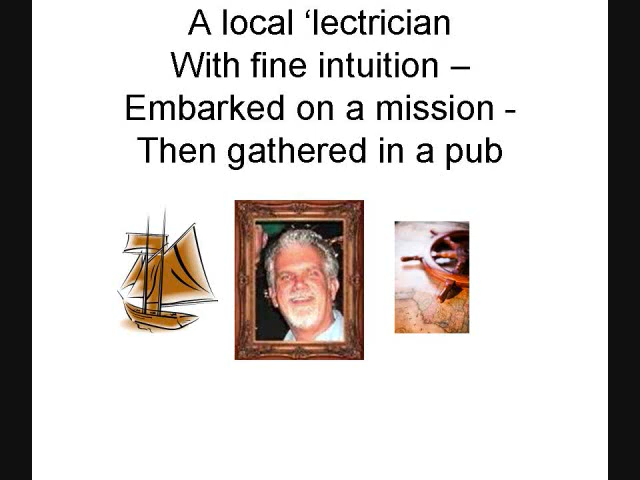 A local ‘lectrician
With fine intuition –
Embarked on a mission -
Then gathered in a pub